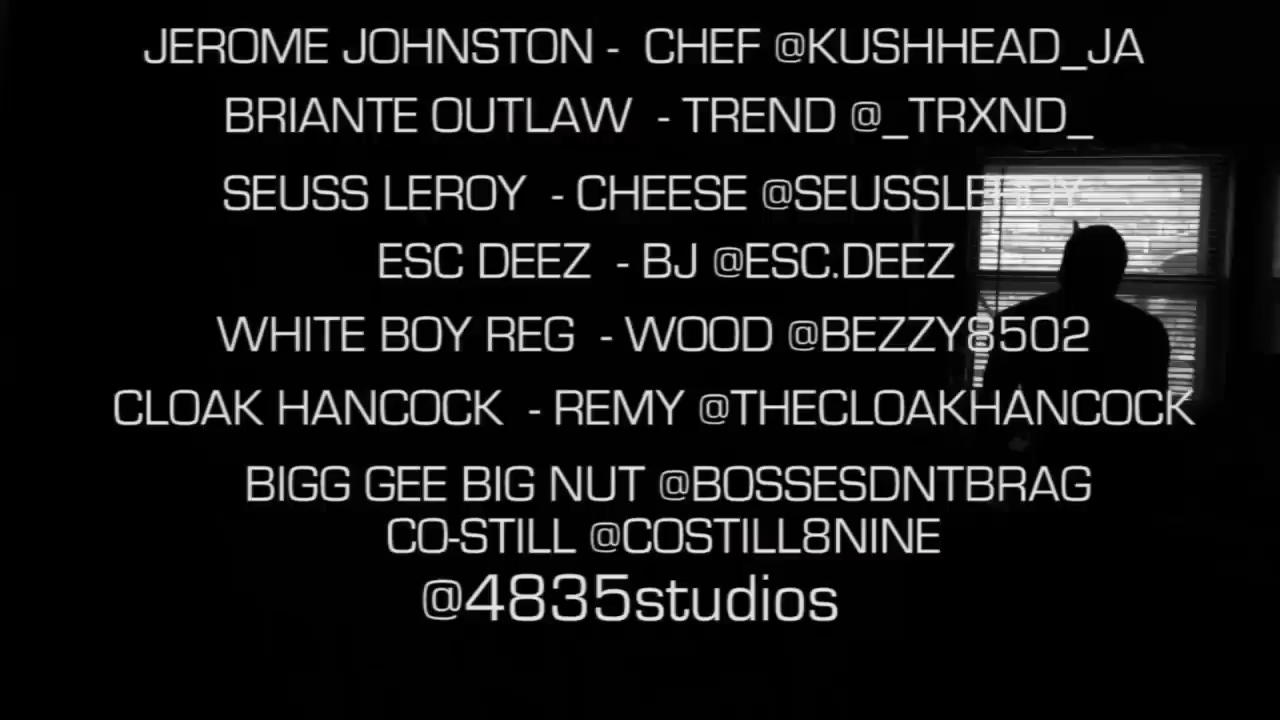 JEROME JOHNSTON - CHEF @KUSHHEAD_JA
BRIANTE OUTLAW - TREND @_TRXND_
SEUSS LEROY - CHEESE @SEUSSLEROY
ESC DEEZ - BJ @ESC.DEEZ
WHITE BOY REG - WOOD @BEZZY8502
CLOAK HANCOCK - REMY @THECLOAKHANCOCK
BIGG GEE BIG NUT @BOSSESDNTBRAG
CO-STILL @COSTILL8NINE
@4835studios